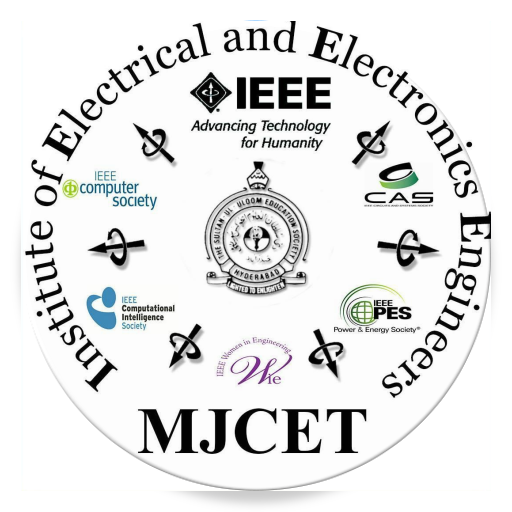 Institute of Electrical and Electronics Engineers
IEEE
Advancing Technology
for Humanity
IEEE
computer
society
CAS
THE SULTAN UL ULOOM EDUCATION SOCIETY
HYDERABAD
IEEE
Computational
Intelligence
Society
IEEE
PES
Power & Energy Society®
IEEE Women in Engineering
Wie
MJCET